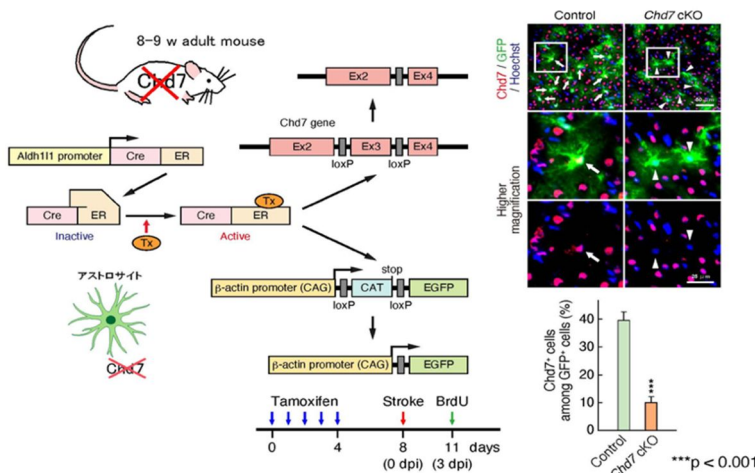 8-9 w adult mouse
Chd7
Aldh1l1 promoter
Cre
ER
Cre
ER
Inactive
Tx
Cre
ER
Tx
Active
アストロサイト
Chd7
Ex2
Ex4
Chd7 gene
Ex2
Ex3
Ex4
loxP
loxP
stop
β-actin promoter (CAG)
CAT
EGFP
loxP
loxP
β-actin promoter (CAG)
EGFP
Tamoxifen
Stroke
BrdU
0
4
8
11
days
(0 dpi)
(3 dpi)
Control
Chd7 cKO
Chd7 / GFP
/ Hoechst
Higher
magnification
Chd7⁺ cells
among GFP⁺ cells (%)
50
40
30
20
10
0
***
Control
Chd7 cKO
***p < 0.001